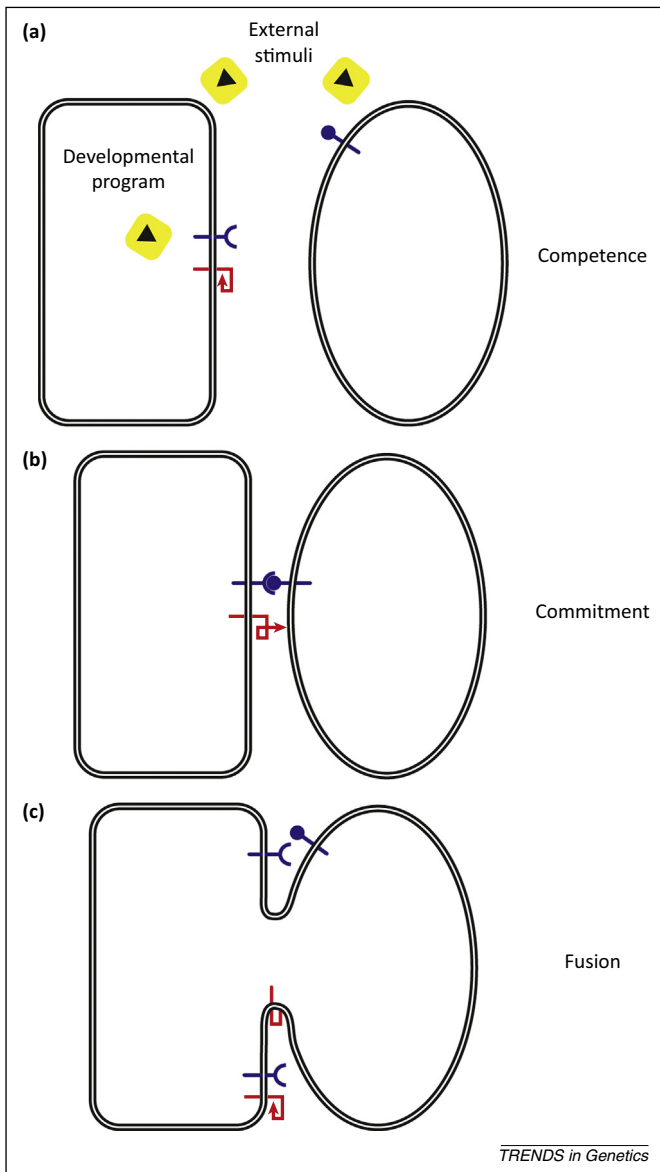 (a)
External
stimuli
Developmental
program
Competence
(b)
Commitment
(c)
Fusion
TRENDS in Genetics